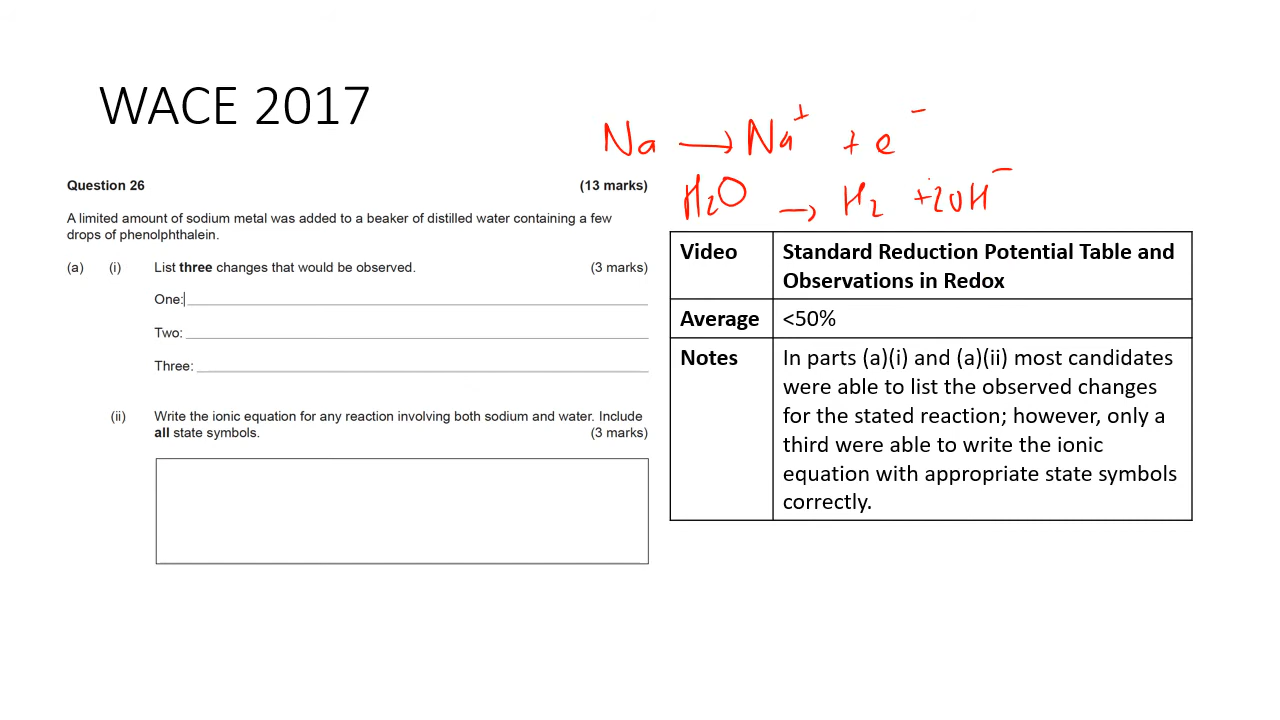 WACE 2017
Na → Na⁺ + e⁻
H₂O → H₂ + 2OH⁻
Question 26 (13 marks)
A limited amount of sodium metal was added to a beaker of distilled water containing a few
drops of phenolphthalein.
(a) (i) List three changes that would be observed. (3 marks)
One:
Two:
Three:
(ii) Write the ionic equation for any reaction involving both sodium and water. Include
all state symbols. (3 marks)
Video Standard Reduction Potential Table and
Observations in Redox
Average <50%
Notes In parts (a)(i) and (a)(ii) most candidates
were able to list the observed changes
for the stated reaction; however, only a
third were able to write the ionic
equation with appropriate state symbols
correctly.